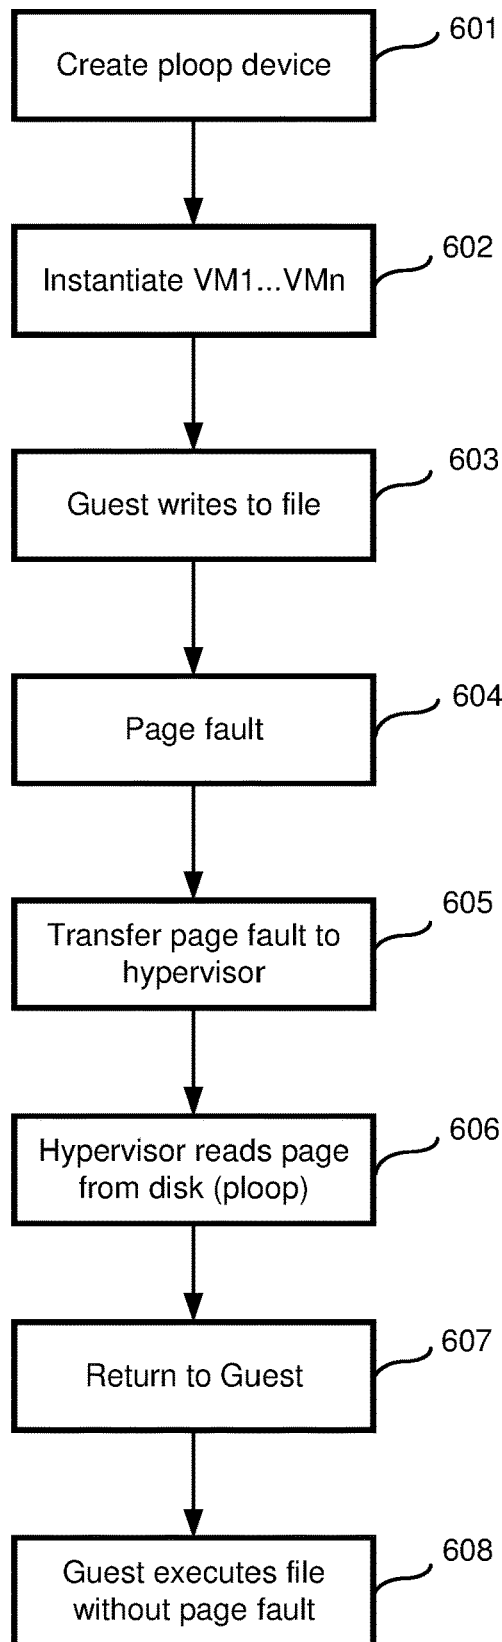 601
Create ploop device
602
Instantiate VM1...VMn
603
Guest writes to file
604
Page fault
605
Transfer page fault to
hypervisor
606
Hypervisor reads page
from disk (ploop)
607
Return to Guest
608
Guest executes file
without page fault